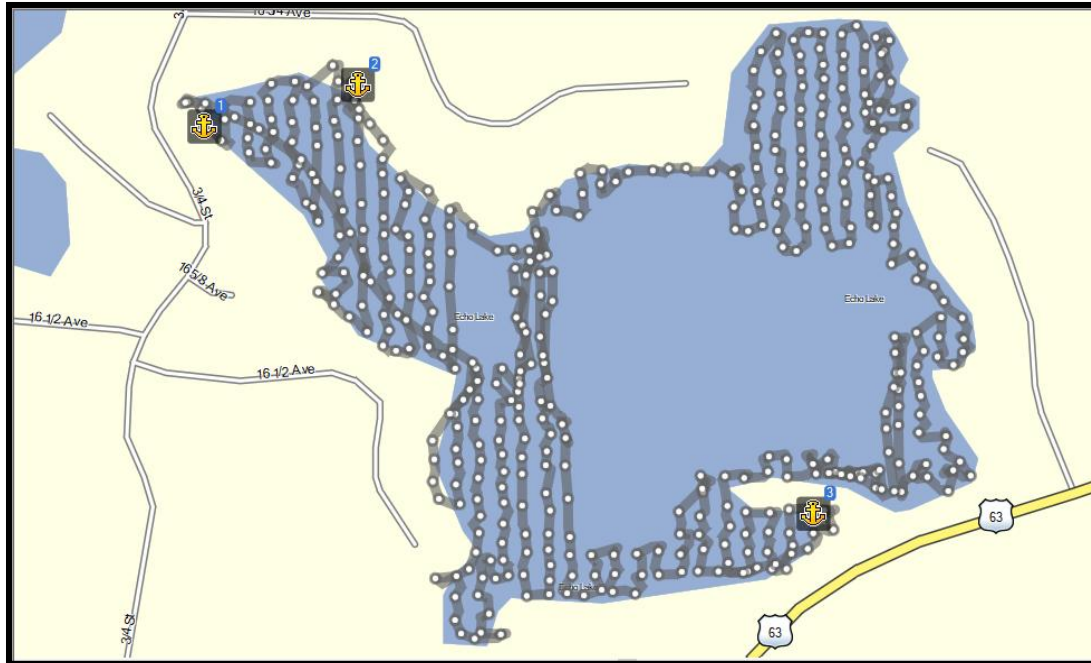 16 3/4 Ave
3
2
1
3/4 St
16 5/8 Ave
16 1/2 Ave
Echo Lake
Echo Lake
16 1/2 Ave
3
63
Echo Lake
63
3/4 St